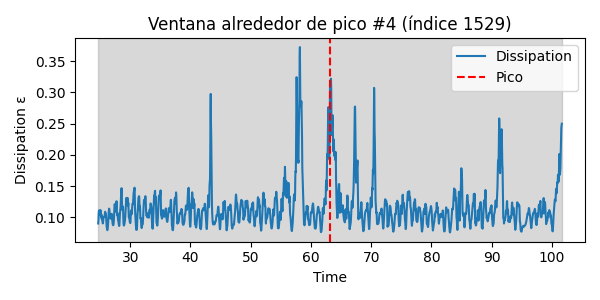 Ventana alrededor de pico #4 (índice 1529)
Dissipation
Pico
Dissipation ε
0.35
0.30
0.25
0.20
0.15
0.10
30 40 50 60 70 80 90 100
Time